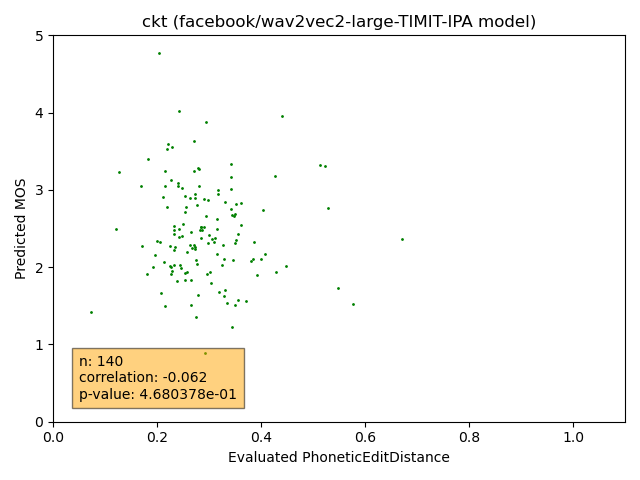 ckt (facebook/wav2vec2-large-TIMIT-IPA model)
5
4
3
2
1
0
Predicted MOS
n: 140
correlation: -0.062
p-value: 4.680378e-01
0.0 0.2 0.4 0.6 0.8 1.0
Evaluated PhoneticEditDistance